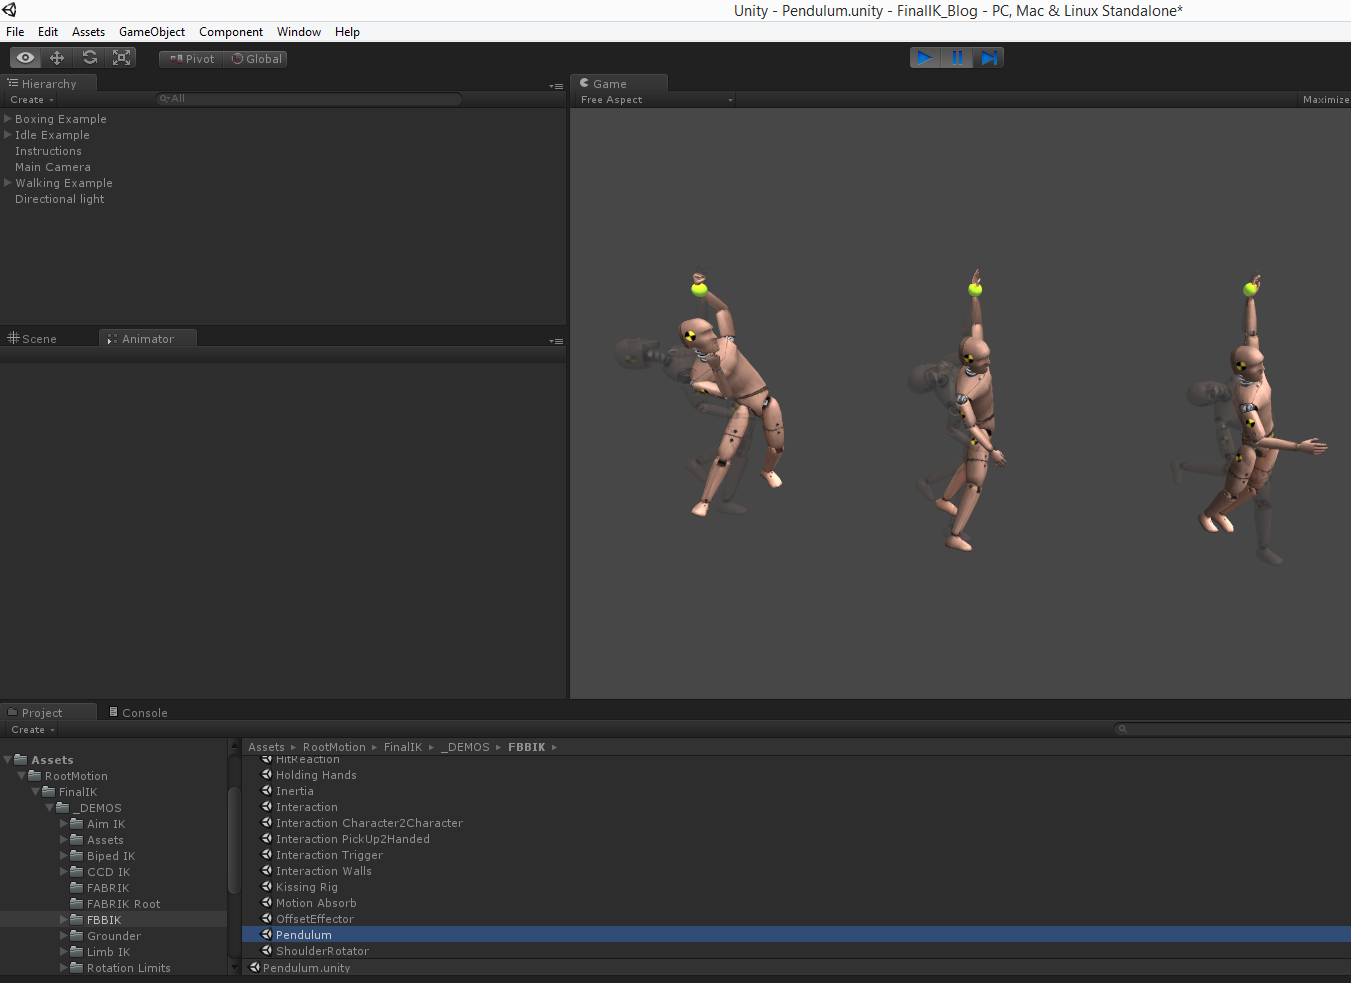 Unity - Pendulum.unity - FinalIK_Blog - PC, Mac & Linux Standalone*
File Edit Assets GameObject Component Window Help
Pivot Global
Hierarchy
Create All
Boxing Example
Idle Example
Instructions
Main Camera
Walking Example
Directional light
Game
Free Aspect Maximize
Scene Animator
Project Console
Create
Assets
RootMotion
FinalIK
_DEMOS
Aim IK
Assets
Biped IK
CCD IK
FABRIK
FABRIK Root
FBBIK
Grounder
Limb IK
Rotation Limits
Assets RootMotion FinalIK _DEMOS FBBIK
HitReaction
Holding Hands
Inertia
Interaction
Interaction Character2Character
Interaction PickUp2Handed
Interaction Trigger
Interaction Walls
Kissing Rig
Motion Absorb
OffsetEffector
Pendulum
ShoulderRotator
Pendulum.unity